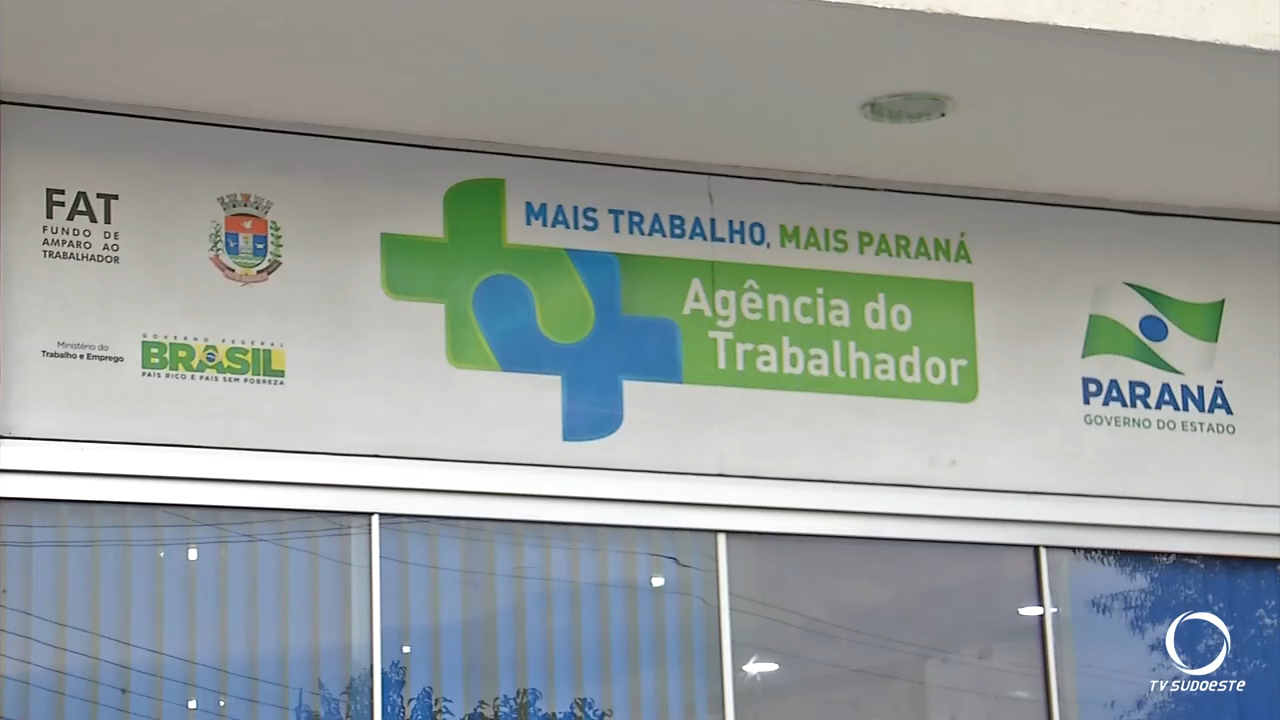 FAT
FUNDO DE
AMPARO AO
TRABALHADOR
Ministério do
Trabalho e Emprego
GOVERNO FEDERAL
BRASIL
PAÍS RICO É PAÍS SEM POBREZA
MAIS TRABALHO, MAIS PARANÁ
Agência do
Trabalhador
PARANÁ
GOVERNO DO ESTADO
TV SUDOESTE